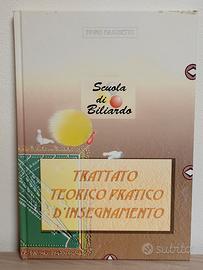 Scuola
di
Biliardo
TRATTATO
TEORICO PRATICO
D'INSEGNAMENTO
subito